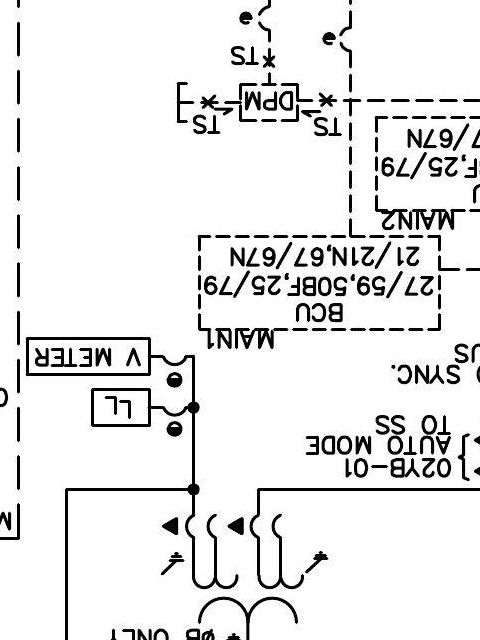 ØB ONLY
02YB-01
AUTO MODE
TO SS
LL
SYNC.
V METER
MAIN1
BCU
27/59,50BF,25/79
21/21N,67/67N
MAIN2
F,25/79
7/67N
TS
TS
DPM
TS